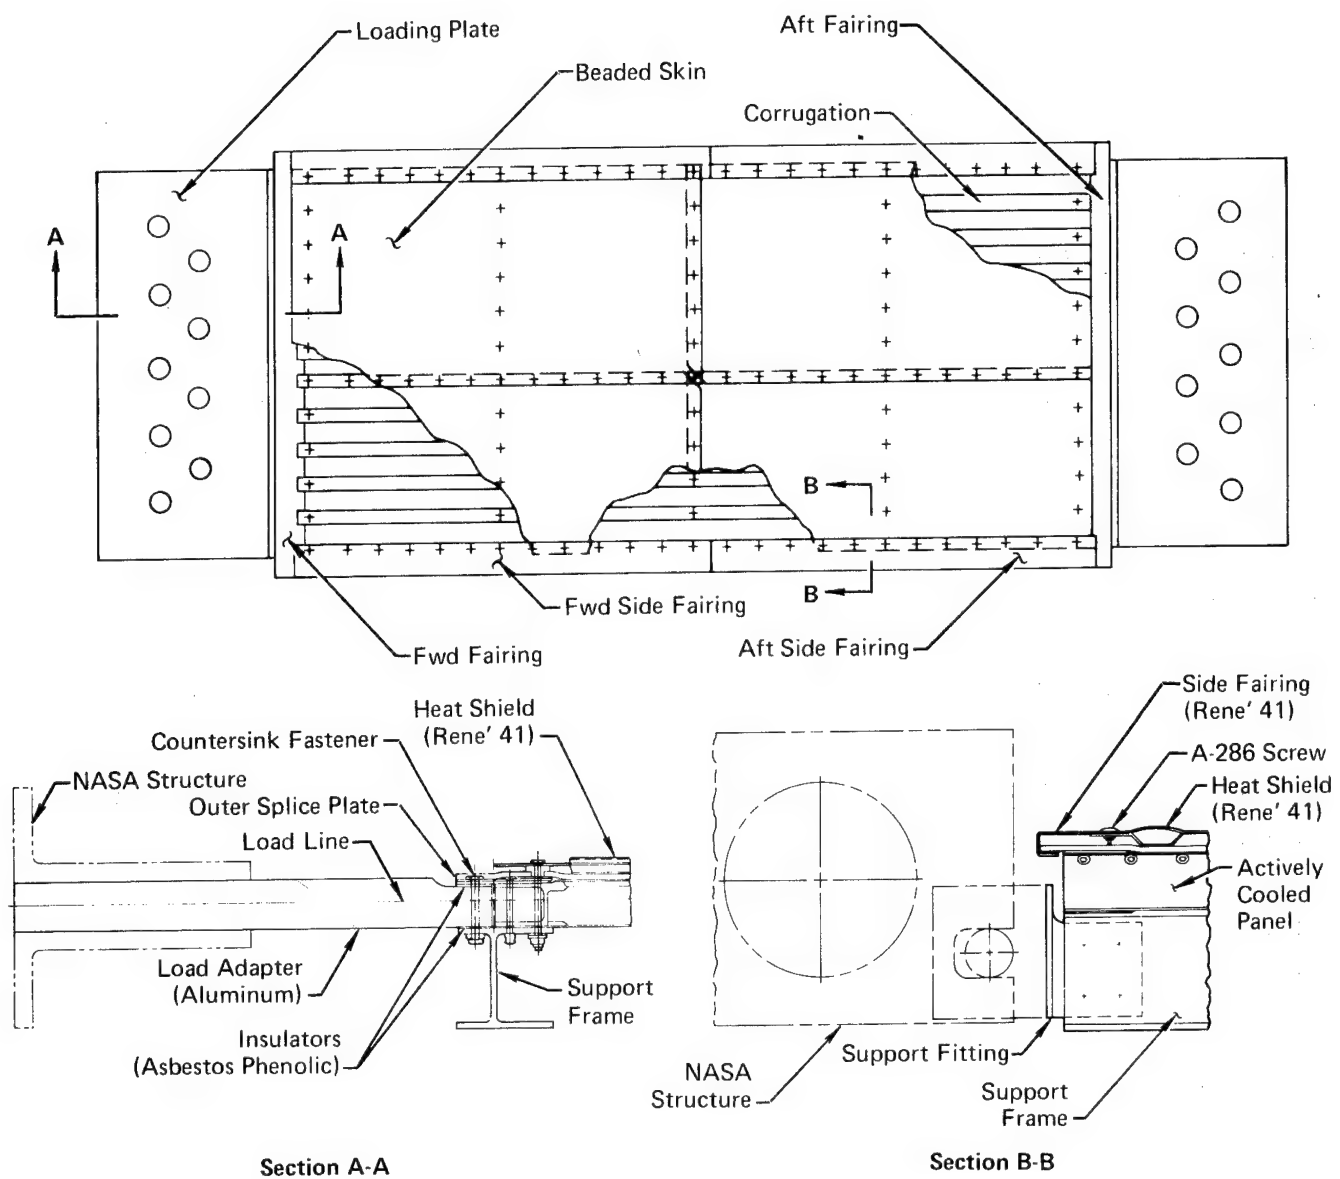 Loading Plate
Aft Fairing
Beaded Skin
Corrugation
A
A
B
B
Fwd Side Fairing
Fwd Fairing
Aft Side Fairing
Heat Shield
(Rene' 41)
Countersink Fastener
NASA Structure
Outer Splice Plate
Load Line
Load Adapter
(Aluminum)
Support
Frame
Insulators
(Asbestos Phenolic)
Section A-A
Side Fairing
(Rene' 41)
A-286 Screw
Heat Shield
(Rene' 41)
Actively
Cooled
Panel
Support Fitting
NASA
Structure
Support
Frame
Section B-B